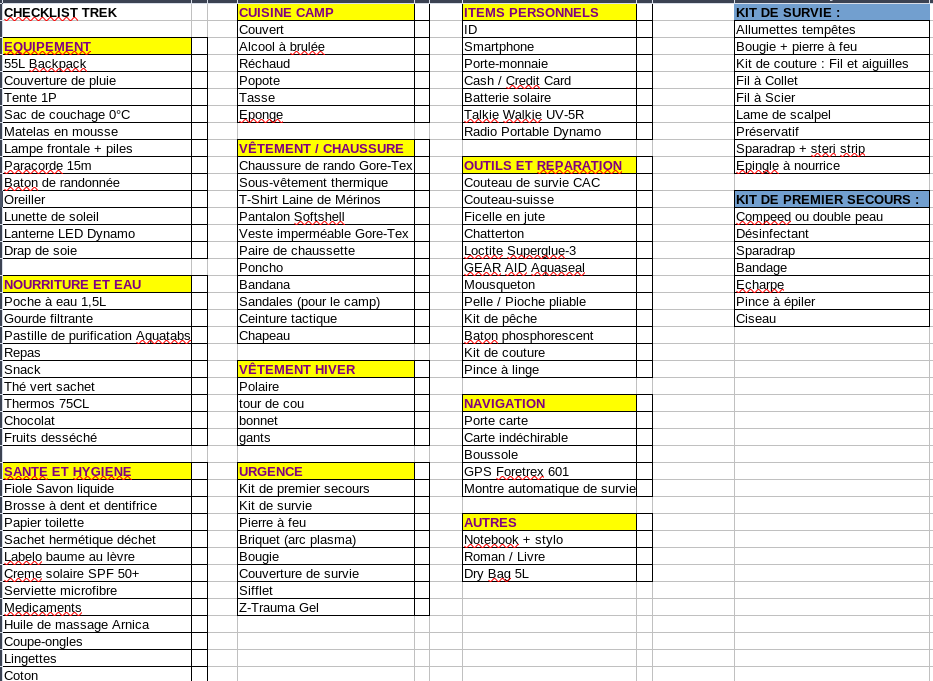 CHECKLIST TREK
EQUIPEMENT
55L Backpack
Couverture de pluie
Tente 1P
Sac de couchage 0°C
Matelas en mousse
Lampe frontale + piles
Paracorde 15m
Baton de randonnée
Oreiller
Lunette de soleil
Lanterne LED Dynamo
Drap de soie
NOURRITURE ET EAU
Poche à eau 1,5L
Gourde filtrante
Pastille de purification Aquatabs
Repas
Snack
Thé vert sachet
Thermos 75CL
Chocolat
Fruits desséché
SANTE ET HYGIENE
Fiole Savon liquide
Brosse à dent et dentifrice
Papier toilette
Sachet hermétique déchet
Labelo baume au lèvre
Creme solaire SPF 50+
Serviette microfibre
Medicaments
Huile de massage Arnica
Coupe-ongles
Lingettes
Coton
CUISINE CAMP
Couvert
Alcool à brulée
Réchaud
Popote
Tasse
Eponge
VÊTEMENT / CHAUSSURE
Chaussure de rando Gore-Tex
Sous-vêtement thermique
T-Shirt Laine de Mérinos
Pantalon Softshell
Veste imperméable Gore-Tex
Paire de chaussette
Poncho
Bandana
Sandales (pour le camp)
Ceinture tactique
Chapeau
VÊTEMENT HIVER
Polaire
tour de cou
bonnet
gants
URGENCE
Kit de premier secours
Kit de survie
Pierre à feu
Briquet (arc plasma)
Bougie
Couverture de survie
Sifflet
Z-Trauma Gel
ITEMS PERSONNELS
ID
Smartphone
Porte-monnaie
Cash / Credit Card
Batterie solaire
Talkie Walkie UV-5R
Radio Portable Dynamo
OUTILS ET REPARATION
Couteau de survie CAC
Couteau-suisse
Ficelle en jute
Chatterton
Loctite Superglue-3
GEAR AID Aquaseal
Mousqueton
Pelle / Pioche pliable
Kit de pêche
Baton phosphorescent
Kit de couture
Pince à linge
NAVIGATION
Porte carte
Carte indéchirable
Boussole
GPS Foretrex 601
Montre automatique de survie
AUTRES
Notebook + stylo
Roman / Livre
Dry Bag 5L
KIT DE SURVIE :
Allumettes tempêtes
Bougie + pierre à feu
Kit de couture : Fil et aiguilles
Fil à Collet
Fil à Scier
Lame de scalpel
Préservatif
Sparadrap + steri strip
Epingle à nourrice
KIT DE PREMIER SECOURS :
Compeed ou double peau
Désinfectant
Sparadrap
Bandage
Echarpe
Pince à épiler
Ciseau